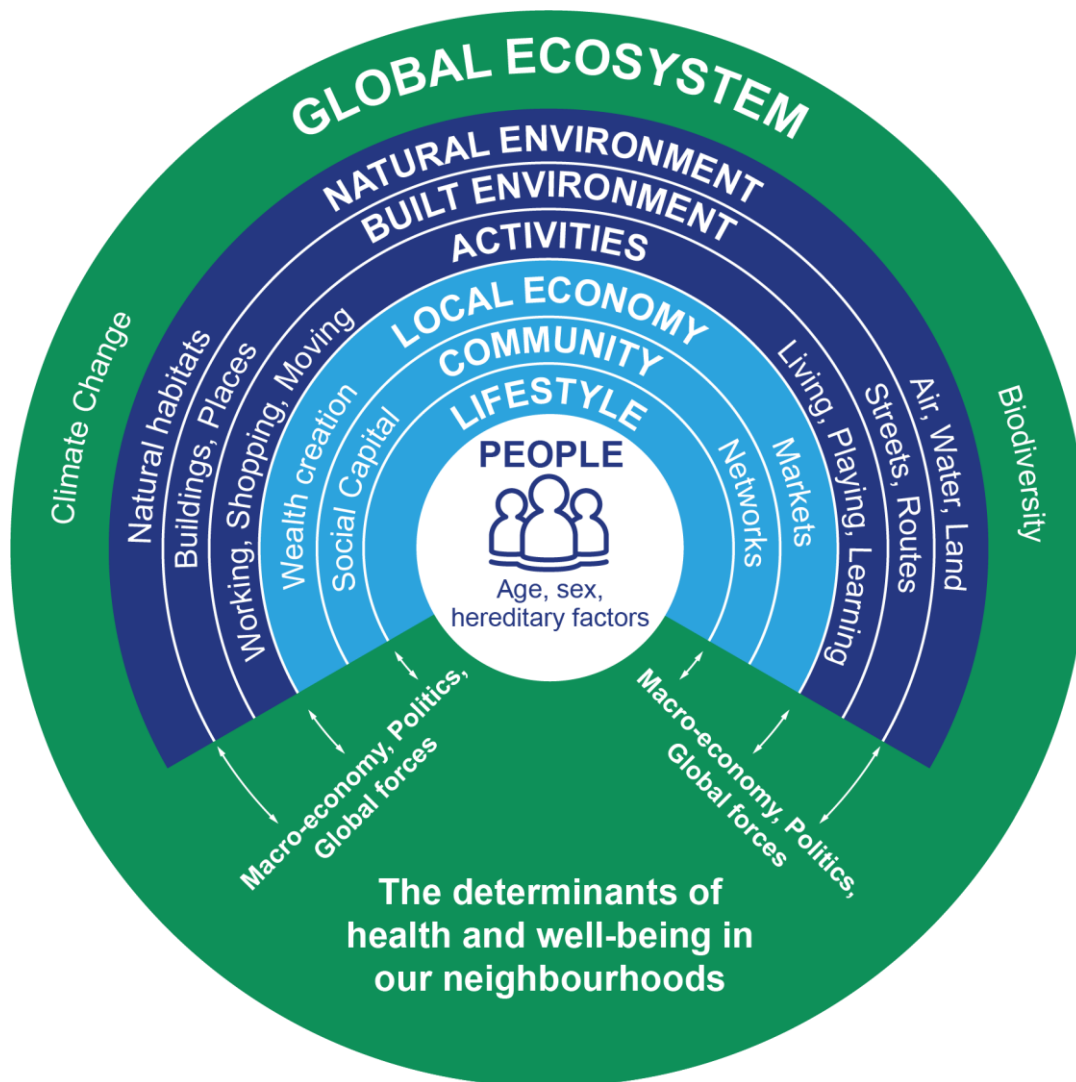 GLOBAL ECOSYSTEM
NATURAL ENVIRONMENT
BUILT ENVIRONMENT
ACTIVITIES
LOCAL ECONOMY
COMMUNITY
LIFESTYLE
PEOPLE
Age, sex,
hereditary factors
Climate Change
Natural habitats
Buildings, Places
Working, Shopping, Moving
Wealth creation
Social Capital
Networks
Markets
Living, Playing, Learning
Streets, Routes
Air, Water, Land
Biodiversity
Macro-economy, Politics,
Global forces
Macro-economy, Politics,
Global forces
The determinants of
health and well-being in
our neighbourhoods